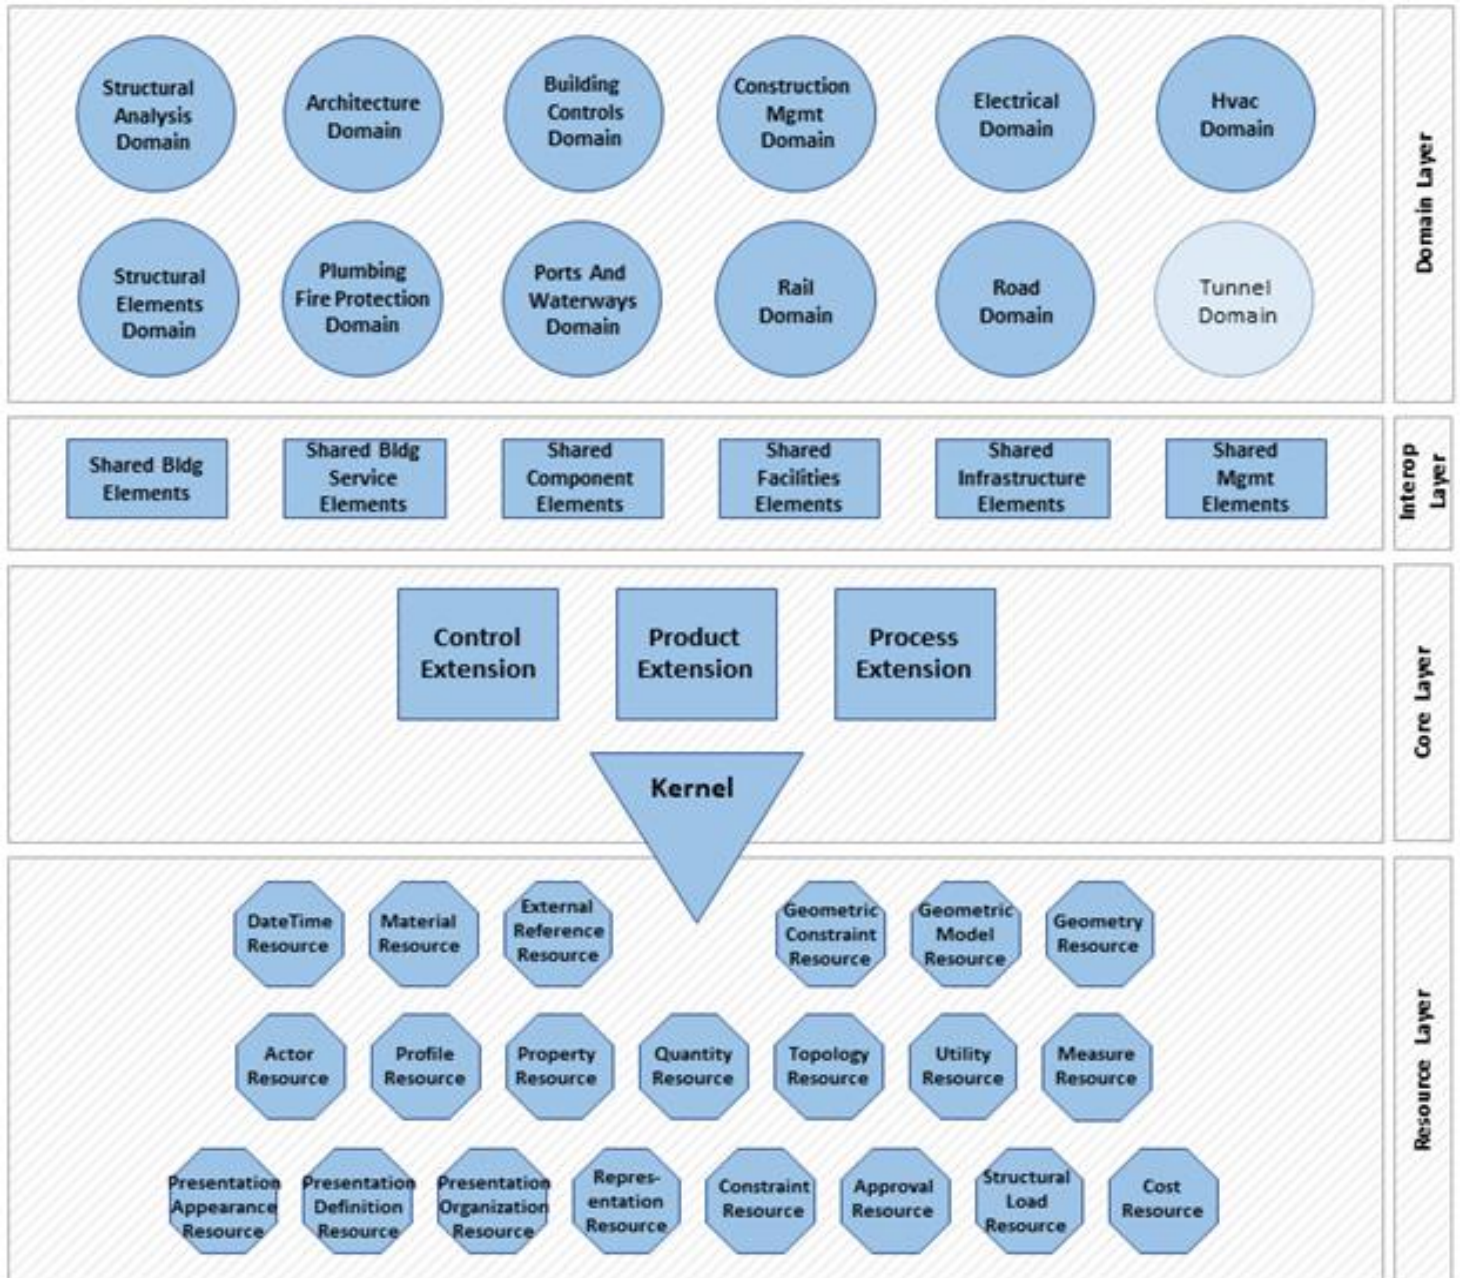 Structural
Analysis
Domain
Architecture
Domain
Building
Controls
Domain
Construction
Mgmt
Domain
Electrical
Domain
Hvac
Domain
Structural
Elements
Domain
Plumbing
Fire Protection
Domain
Ports And
Waterways
Domain
Rail
Domain
Road
Domain
Tunnel
Domain
Domain Layer
Shared Bldg
Elements
Shared Bldg
Service
Elements
Shared
Component
Elements
Shared
Facilities
Elements
Shared
Infrastructure
Elements
Shared
Mgmt
Elements
Interop
Layer
Control
Extension
Product
Extension
Process
Extension
Kernel
Core Layer
DateTime
Resource
Material
Resource
External
Reference
Resource
Geometric
Constraint
Resource
Geometric
Model
Resource
Geometry
Resource
Actor
Resource
Profile
Resource
Property
Resource
Quantity
Resource
Topology
Resource
Utility
Resource
Measure
Resource
Presentation
Appearance
Resource
Presentation
Definition
Resource
Presentation
Organization
Resource
Repres-
entation
Resource
Constraint
Resource
Approval
Resource
Structural
Load
Resource
Cost
Resource
Resource Layer